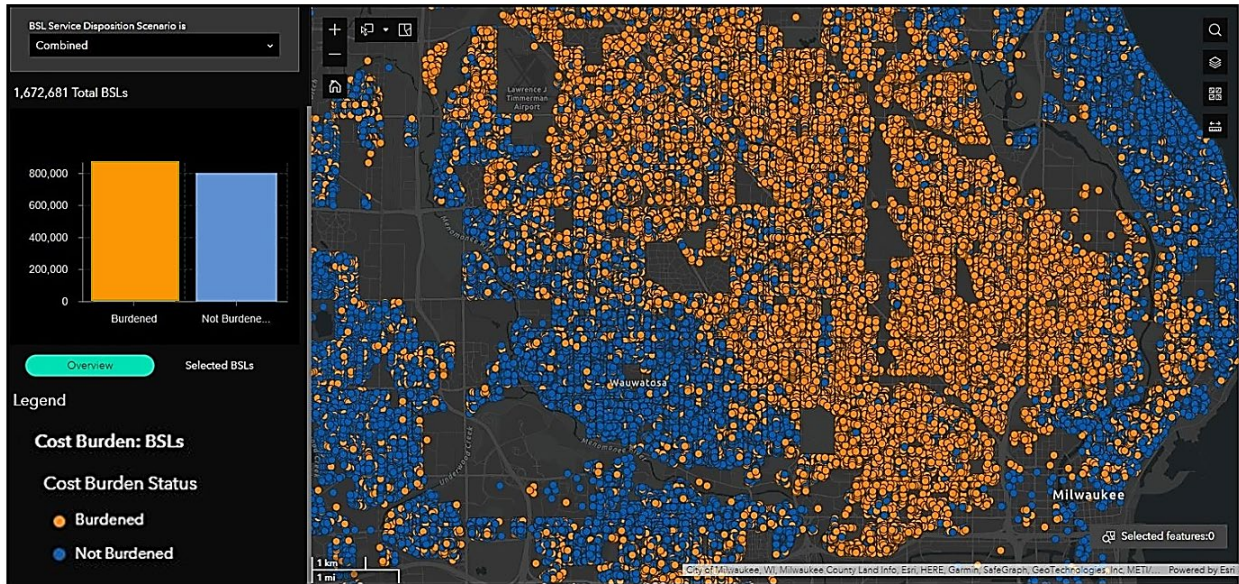 BSL Service Disposition Scenario is
Combined
1,672,681 Total BSLs
800,000
600,000
400,000
200,000
0
Burdened
Not Burdene...
Overview
Selected BSLs
Legend
Cost Burden: BSLs
Cost Burden Status
Burdened
Not Burdened
Lawrence J
Timmerman
Airport
Wauwatosa
Menomonee
Underwood Creek
Milwaukee
Selected features:0
1 km
1 mi
City of Milwaukee, WI, Milwaukee County Land Info, Esri, HERE, Garmin, SafeGraph, GeoTechnologies, Inc, METI/... Powered by Esri